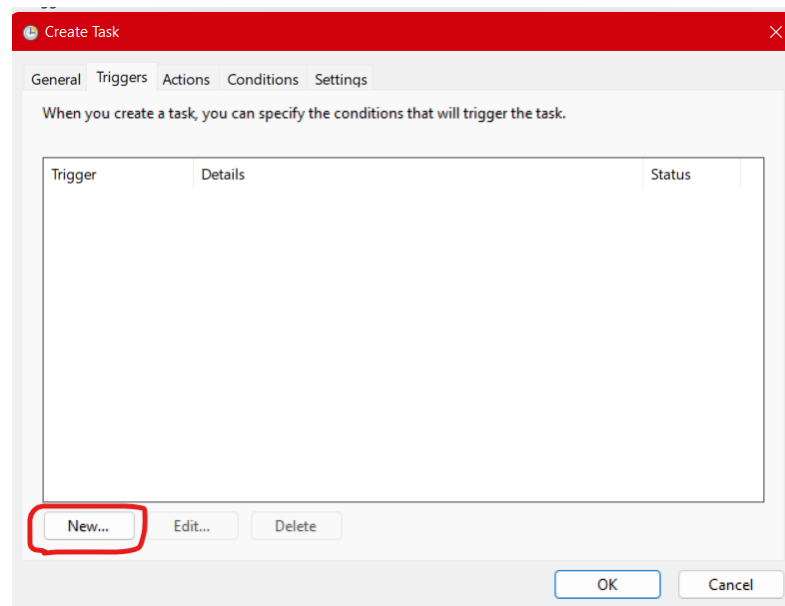 Create Task
General Triggers Actions Conditions Settings
When you create a task, you can specify the conditions that will trigger the task.
Trigger Details Status
New... Edit... Delete
OK Cancel